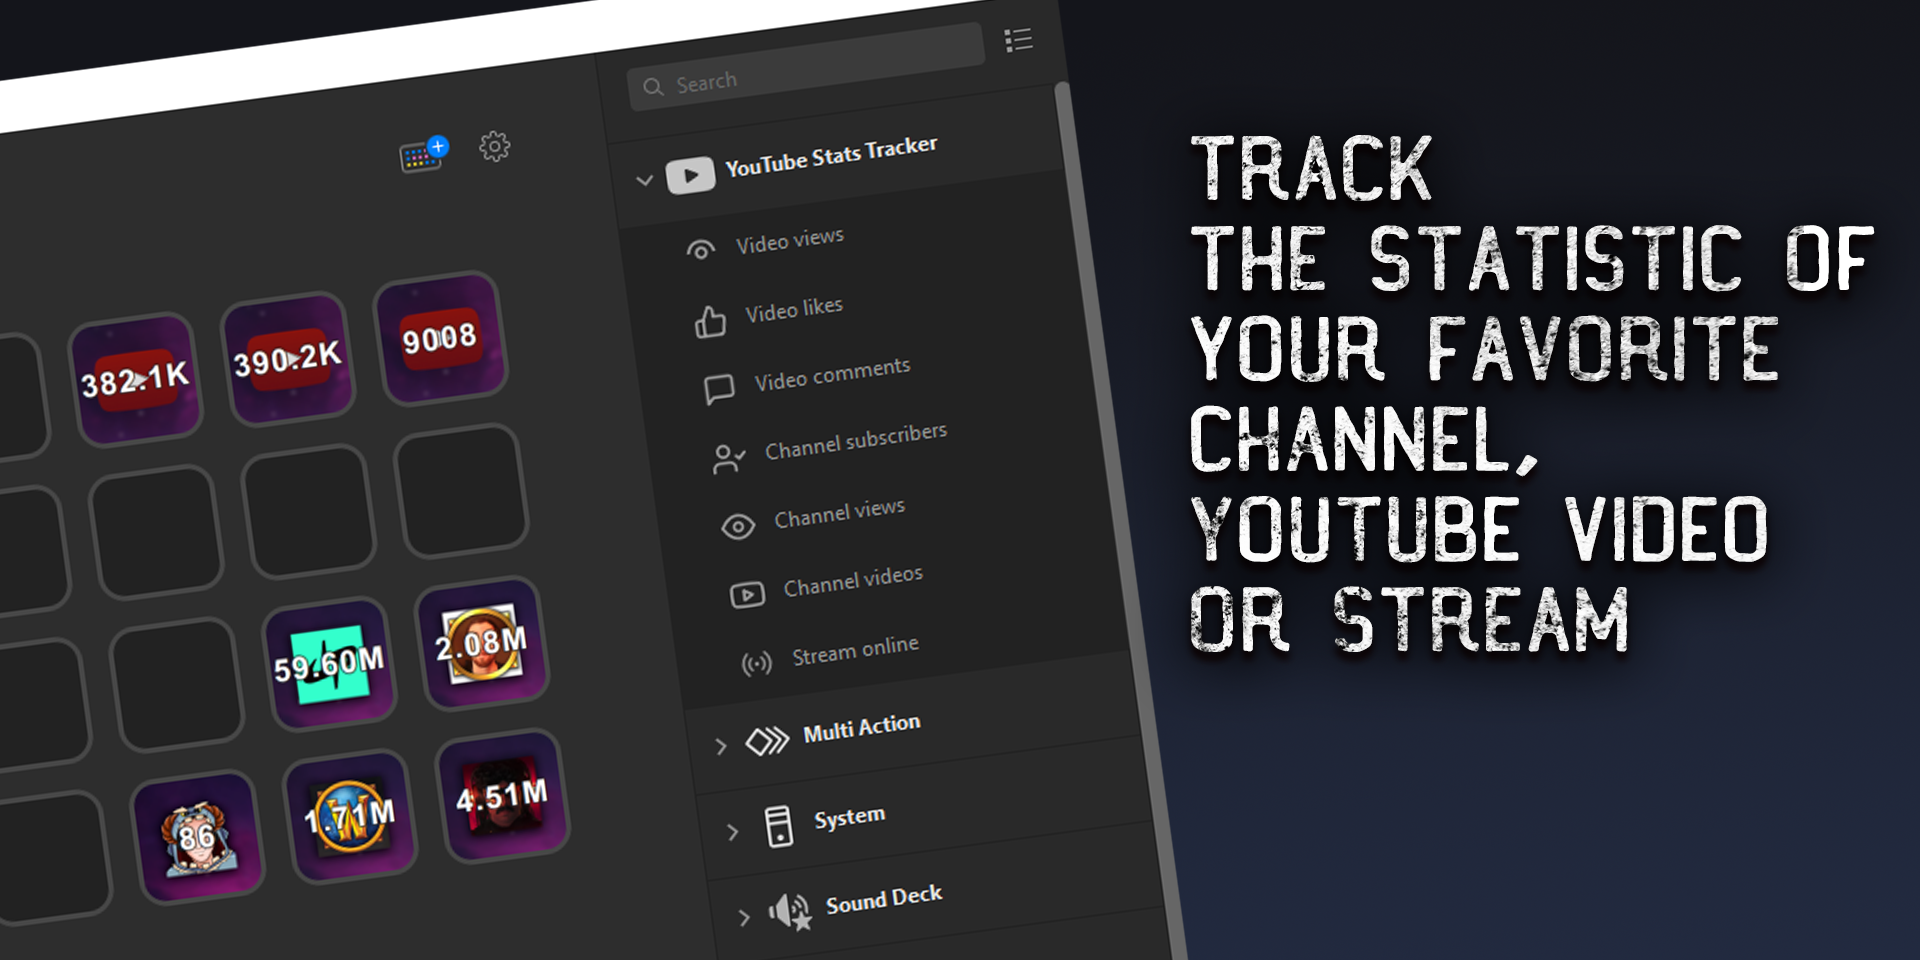 Search
YouTube Stats Tracker
Video views
Video likes
Video comments
Channel subscribers
Channel views
Channel videos
Stream online
Multi Action
System
Sound Deck
382.1K
390.2K
9008
59.60M
2.08M
86
1.71M
4.51M
TRACK
THE STATISTIC OF
YOUR FAVORITE
CHANNEL,
YOUTUBE VIDEO
OR STREAM